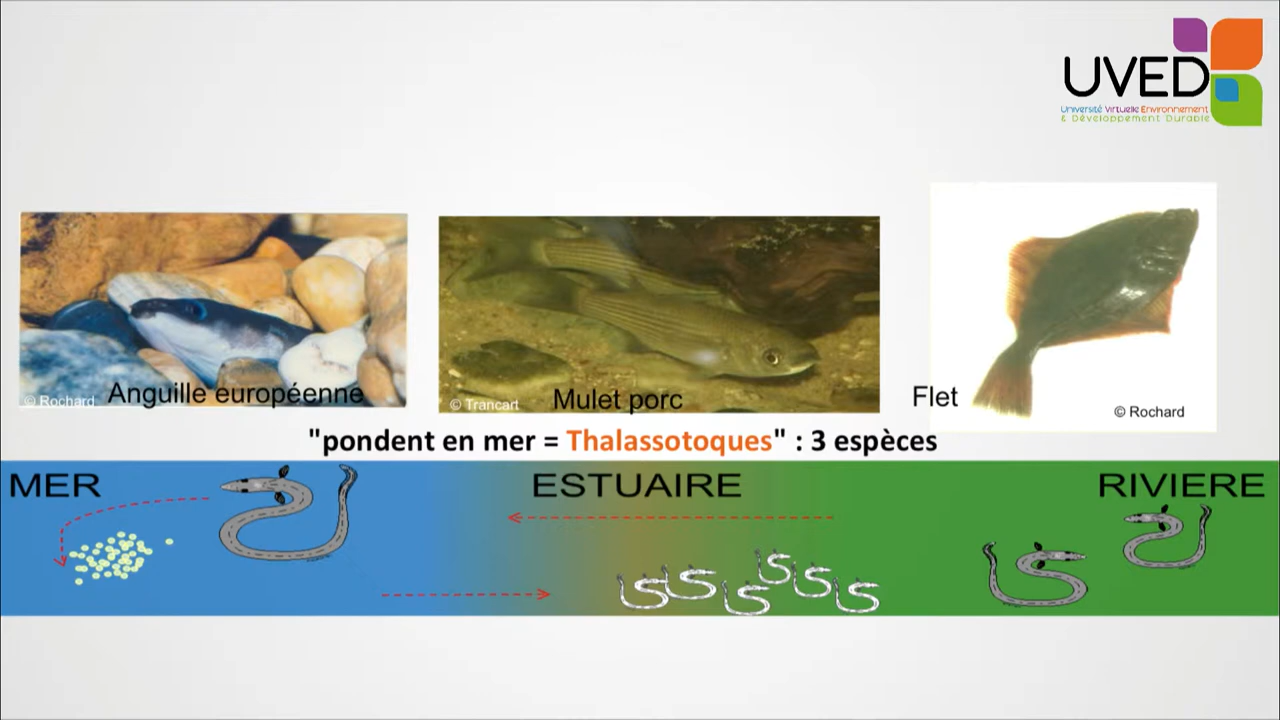 UVED
Université Virtuelle Environnement
& Développement Durable
© Rochard
Anguille européenne
© Trancart
Mulet porc
Flet
© Rochard
"pondent en mer = Thalassotoques" : 3 espèces
MER
ESTUAIRE
RIVIERE